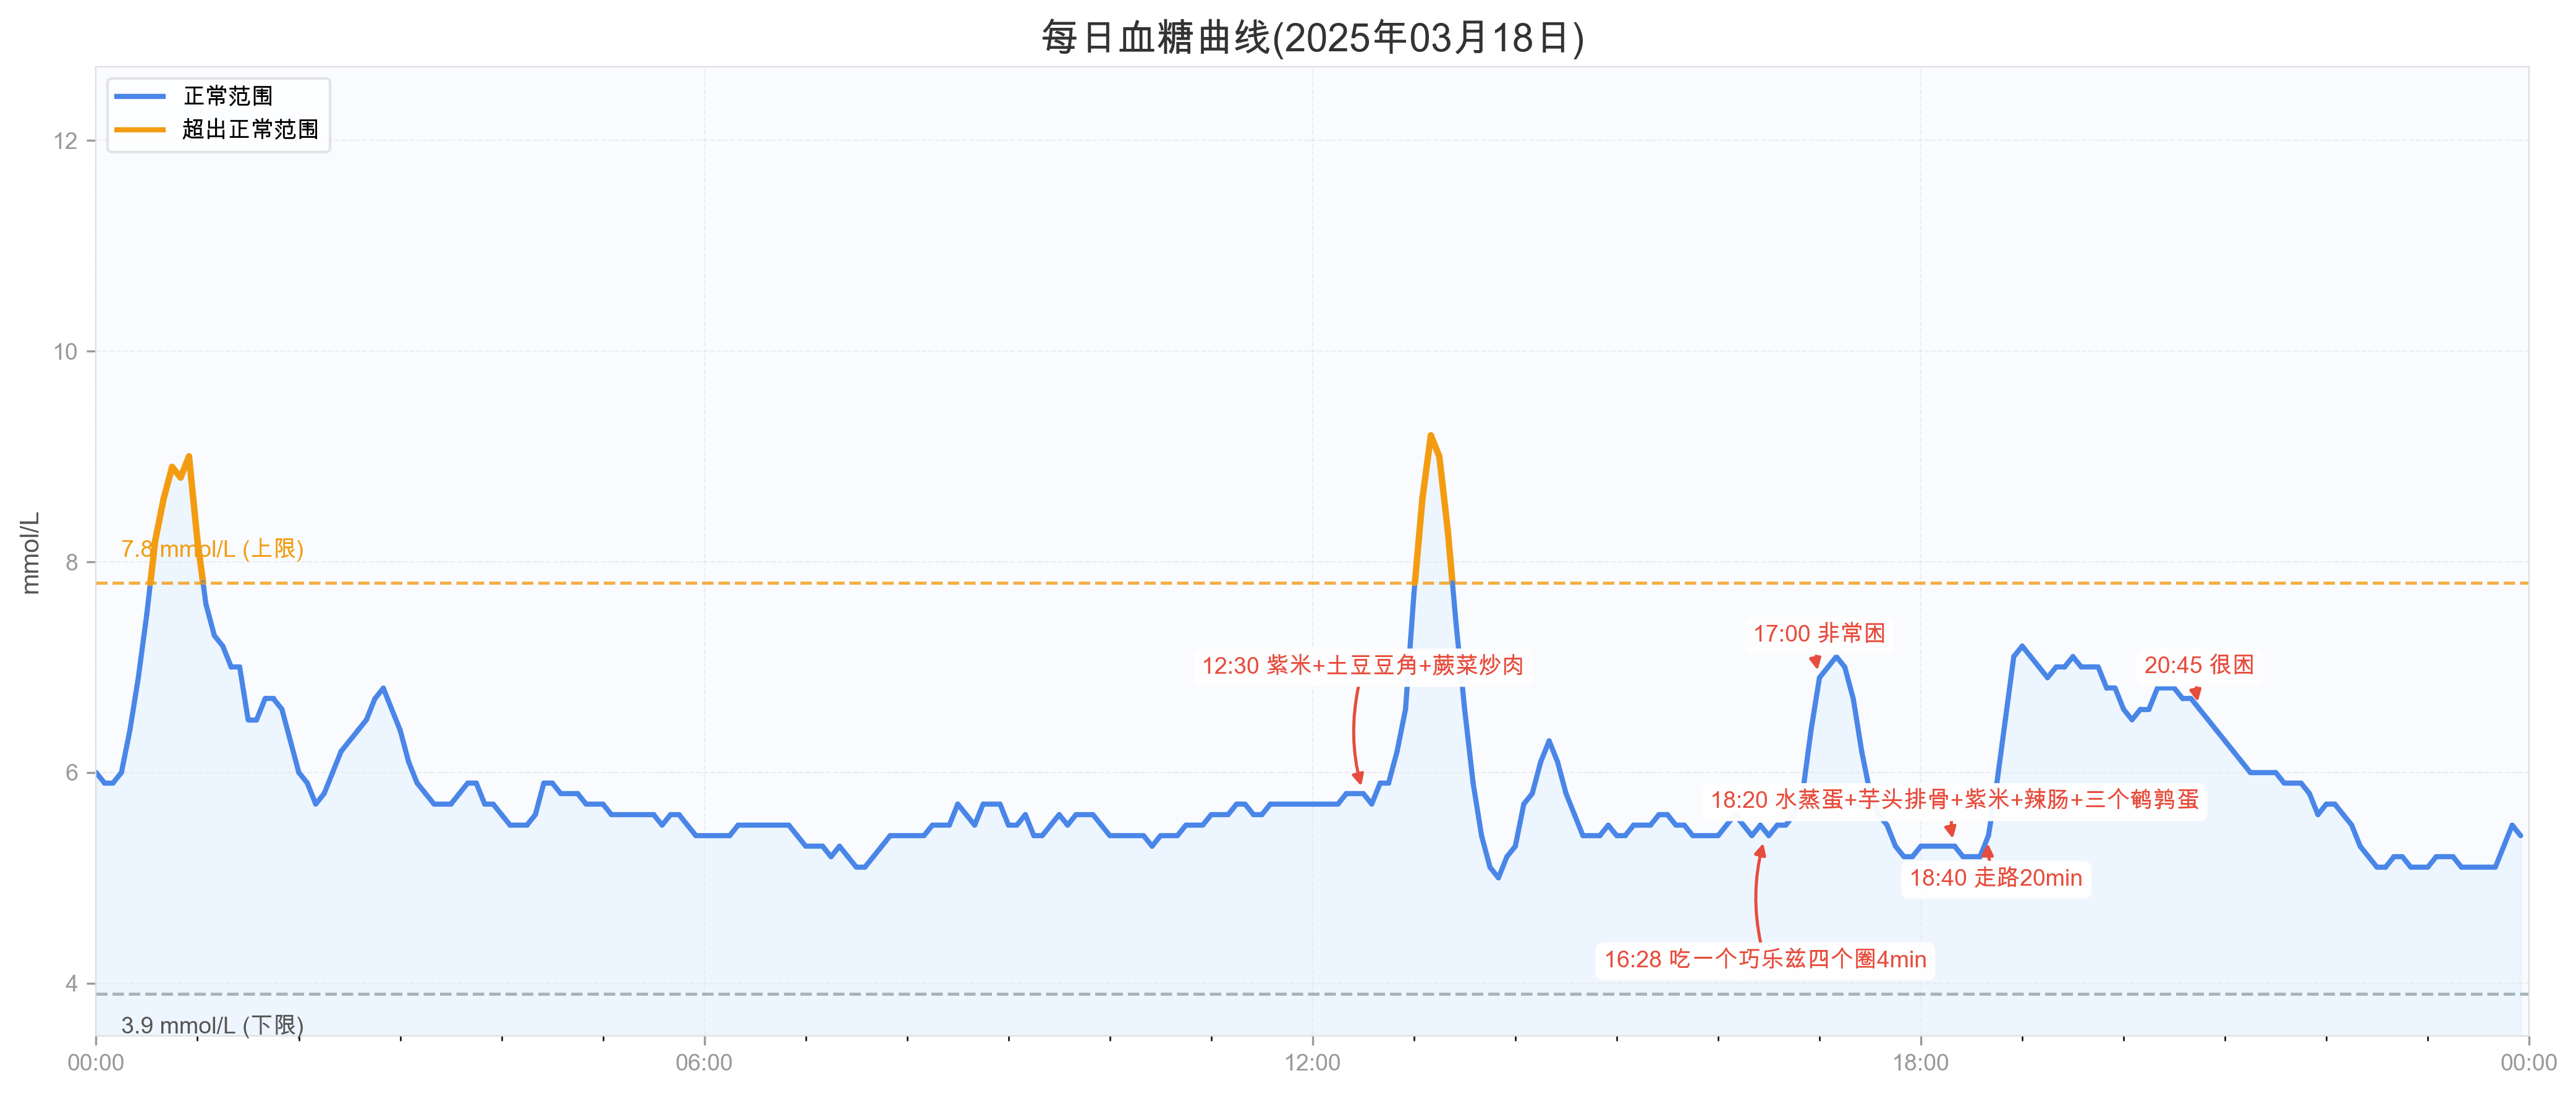 每日血糖曲线(2025年03月18日)
正常范围
超出正常范围
12
10
8
6
4
mmol/L
7.8 mmol/L (上限)
3.9 mmol/L (下限)
12:30 紫米+土豆豆角+蕨菜炒肉
17:00 非常困
20:45 很困
18:20 水蒸蛋+芋头排骨+紫米+辣肠+三个鹌鹑蛋
18:40 走路20min
16:28 吃一个巧乐兹四个圈4min
00:00
06:00
12:00
18:00
00:00